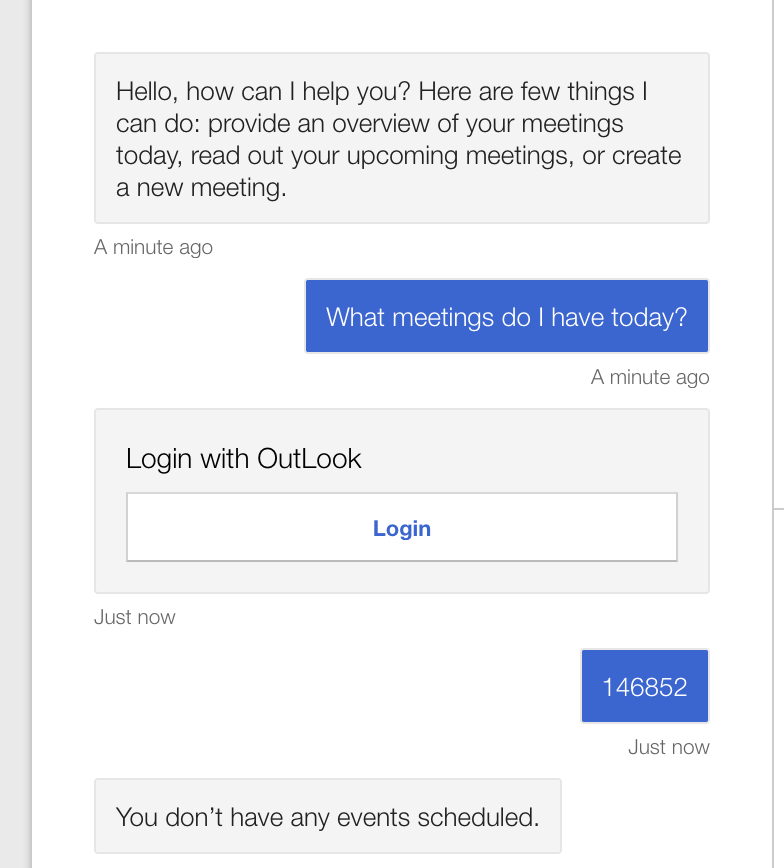 Hello, how can I help you? Here are few things I
can do: provide an overview of your meetings
today, read out your upcoming meetings, or create
a new meeting.
A minute ago
What meetings do I have today?
A minute ago
Login with OutLook
Login
Just now
146852
Just now
You don’t have any events scheduled.